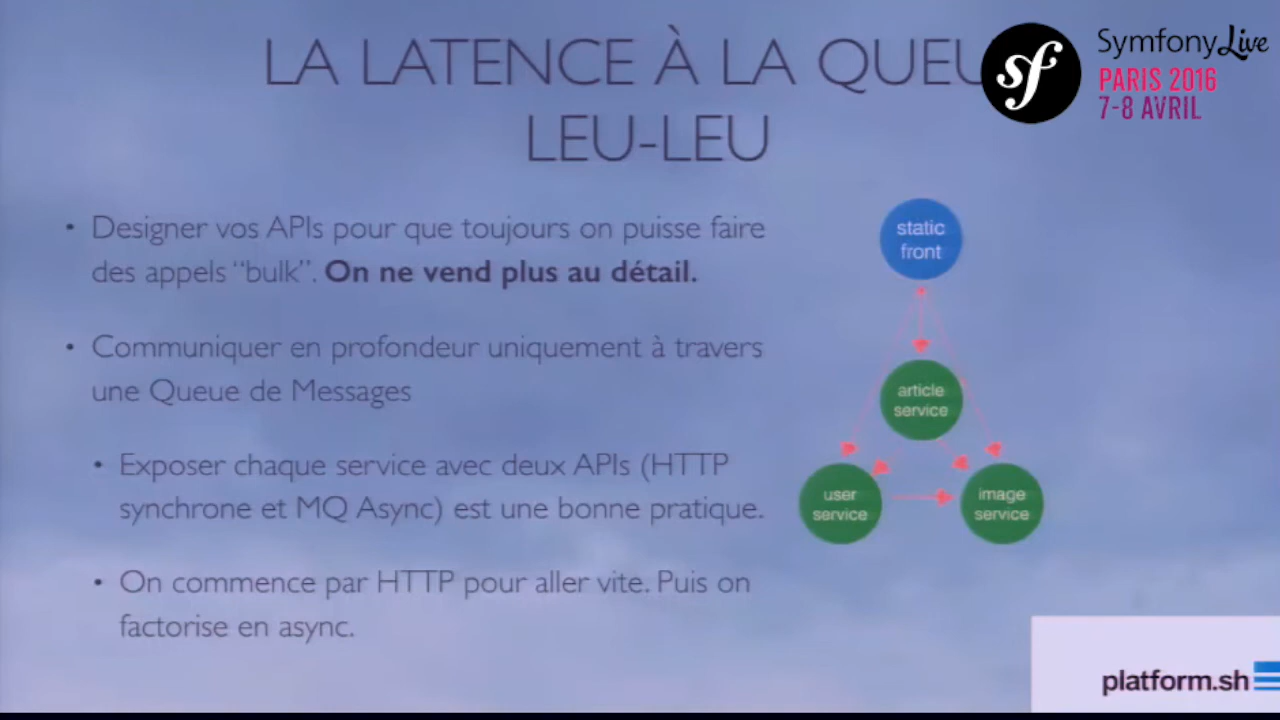 LA LATENCE À LA QUEU
LEU-LEU
SymfonyLive
PARIS 2016
7-8 AVRIL
sf
• Designer vos APIs pour que toujours on puisse faire
des appels “bulk”. On ne vend plus au détail.
• Communiquer en profondeur uniquement à travers
une Queue de Messages
• Exposer chaque service avec deux APIs (HTTP
synchrone et MQ Async) est une bonne pratique.
• On commence par HTTP pour aller vite. Puis on
factorise en async.
static
front
article
service
user
service
image
service
platform.sh